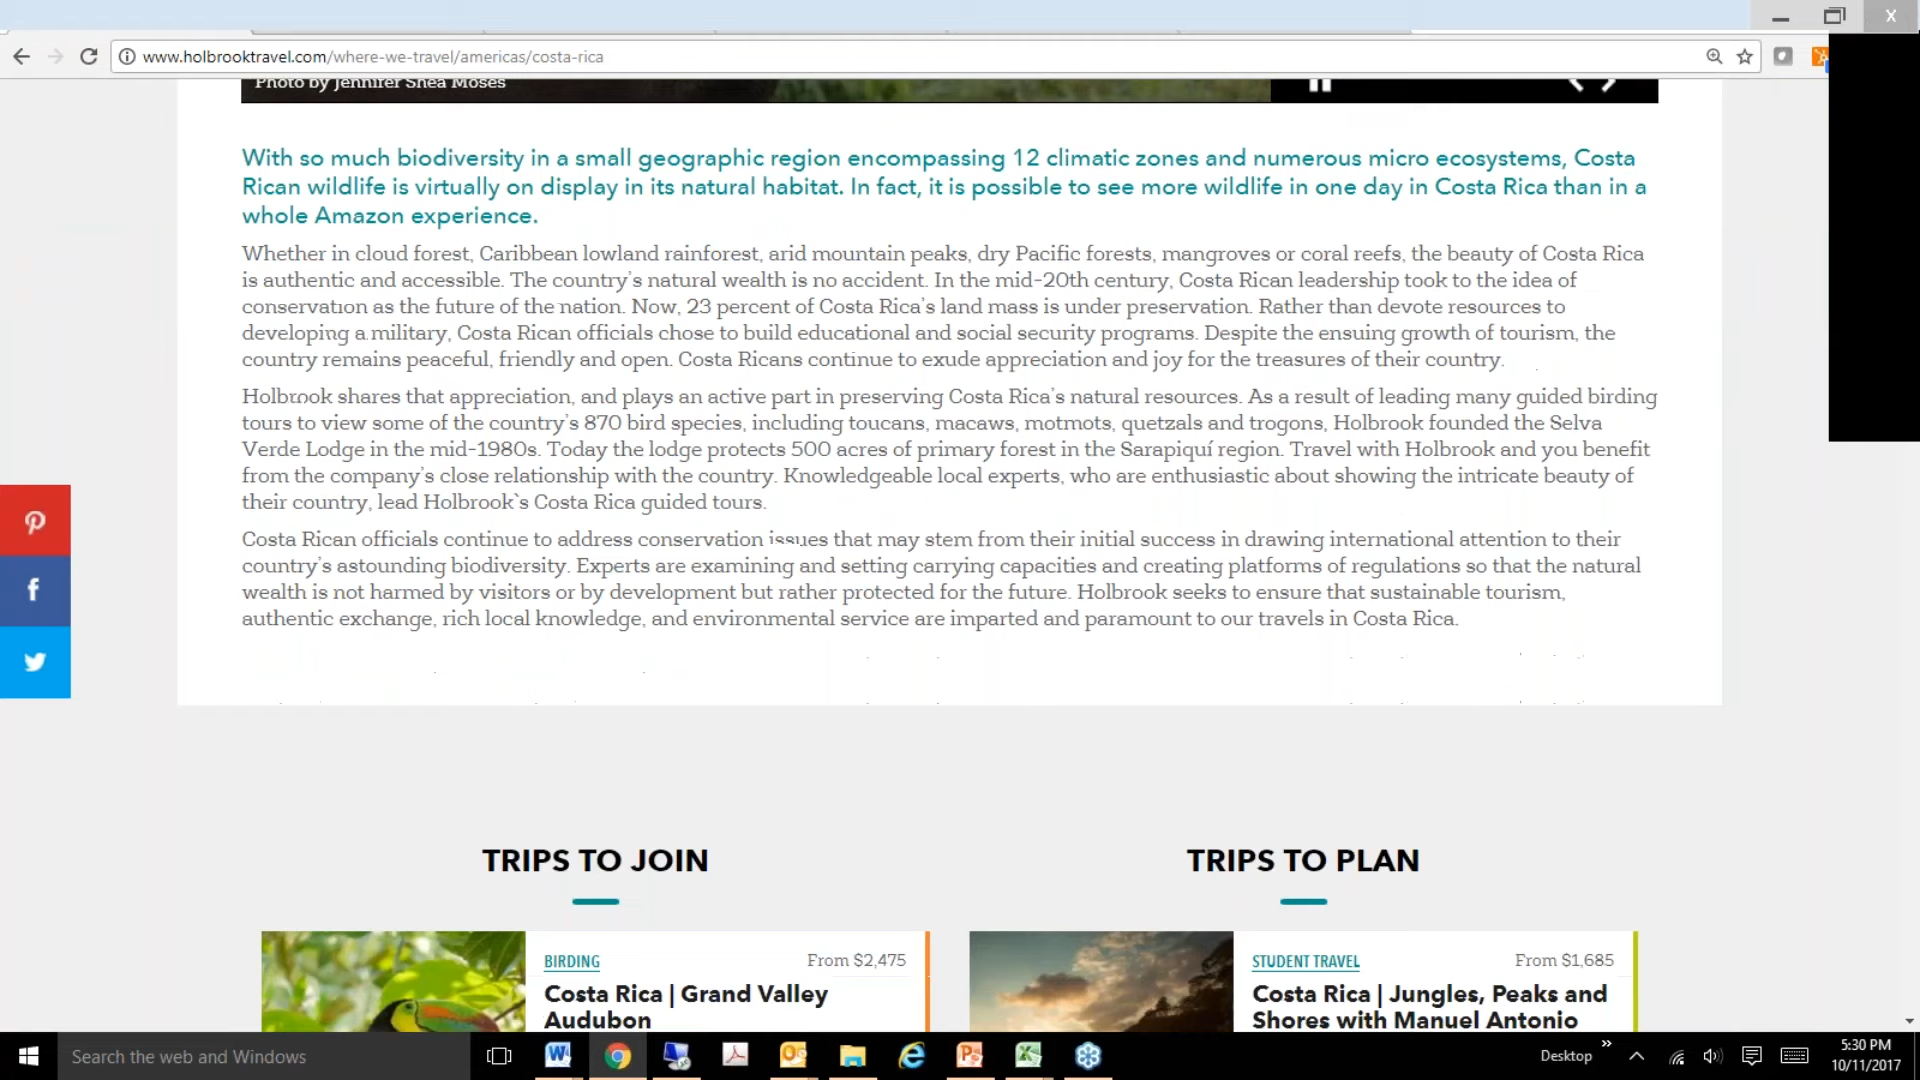 www.holbrooktravel.com/where-we-travel/americas/costa-rica
Photo by Jennifer Shea Moses
With so much biodiversity in a small geographic region encompassing 12 climatic zones and numerous micro ecosystems, Costa
Rican wildlife is virtually on display in its natural habitat. In fact, it is possible to see more wildlife in one day in Costa Rica than in a
whole Amazon experience.
Whether in cloud forest, Caribbean lowland rainforest, arid mountain peaks, dry Pacific forests, mangroves or coral reefs, the beauty of Costa Rica
is authentic and accessible. The country's natural wealth is no accident. In the mid-20th century, Costa Rican leadership took to the idea of
conservation as the future of the nation. Now, 23 percent of Costa Rica's land mass is under preservation. Rather than devote resources to
developing a military, Costa Rican officials chose to build educational and social security programs. Despite the ensuing growth of tourism, the
country remains peaceful, friendly and open. Costa Ricans continue to exude appreciation and joy for the treasures of their country.
Holbrook shares that appreciation, and plays an active part in preserving Costa Rica's natural resources. As a result of leading many guided birding
tours to view some of the country's 870 bird species, including toucans, macaws, motmots, quetzals and trogons, Holbrook founded the Selva
Verde Lodge in the mid-1980s. Today the lodge protects 500 acres of primary forest in the Sarapiquí region. Travel with Holbrook and you benefit
from the company's close relationship with the country. Knowledgeable local experts, who are enthusiastic about showing the intricate beauty of
their country, lead Holbrook`s Costa Rica guided tours.
Costa Rican officials continue to address conservation issues that may stem from their initial success in drawing international attention to their
country's astounding biodiversity. Experts are examining and setting carrying capacities and creating platforms of regulations so that the natural
wealth is not harmed by visitors or by development but rather protected for the future. Holbrook seeks to ensure that sustainable tourism,
authentic exchange, rich local knowledge, and environmental service are imparted and paramount to our travels in Costa Rica.
TRIPS TO JOIN
BIRDING From $2,475
Costa Rica | Grand Valley
Audubon
TRIPS TO PLAN
STUDENT TRAVEL From $1,685
Costa Rica | Jungles, Peaks and
Shores with Manuel Antonio
Search the web and Windows
Desktop
5:30 PM
10/11/2017